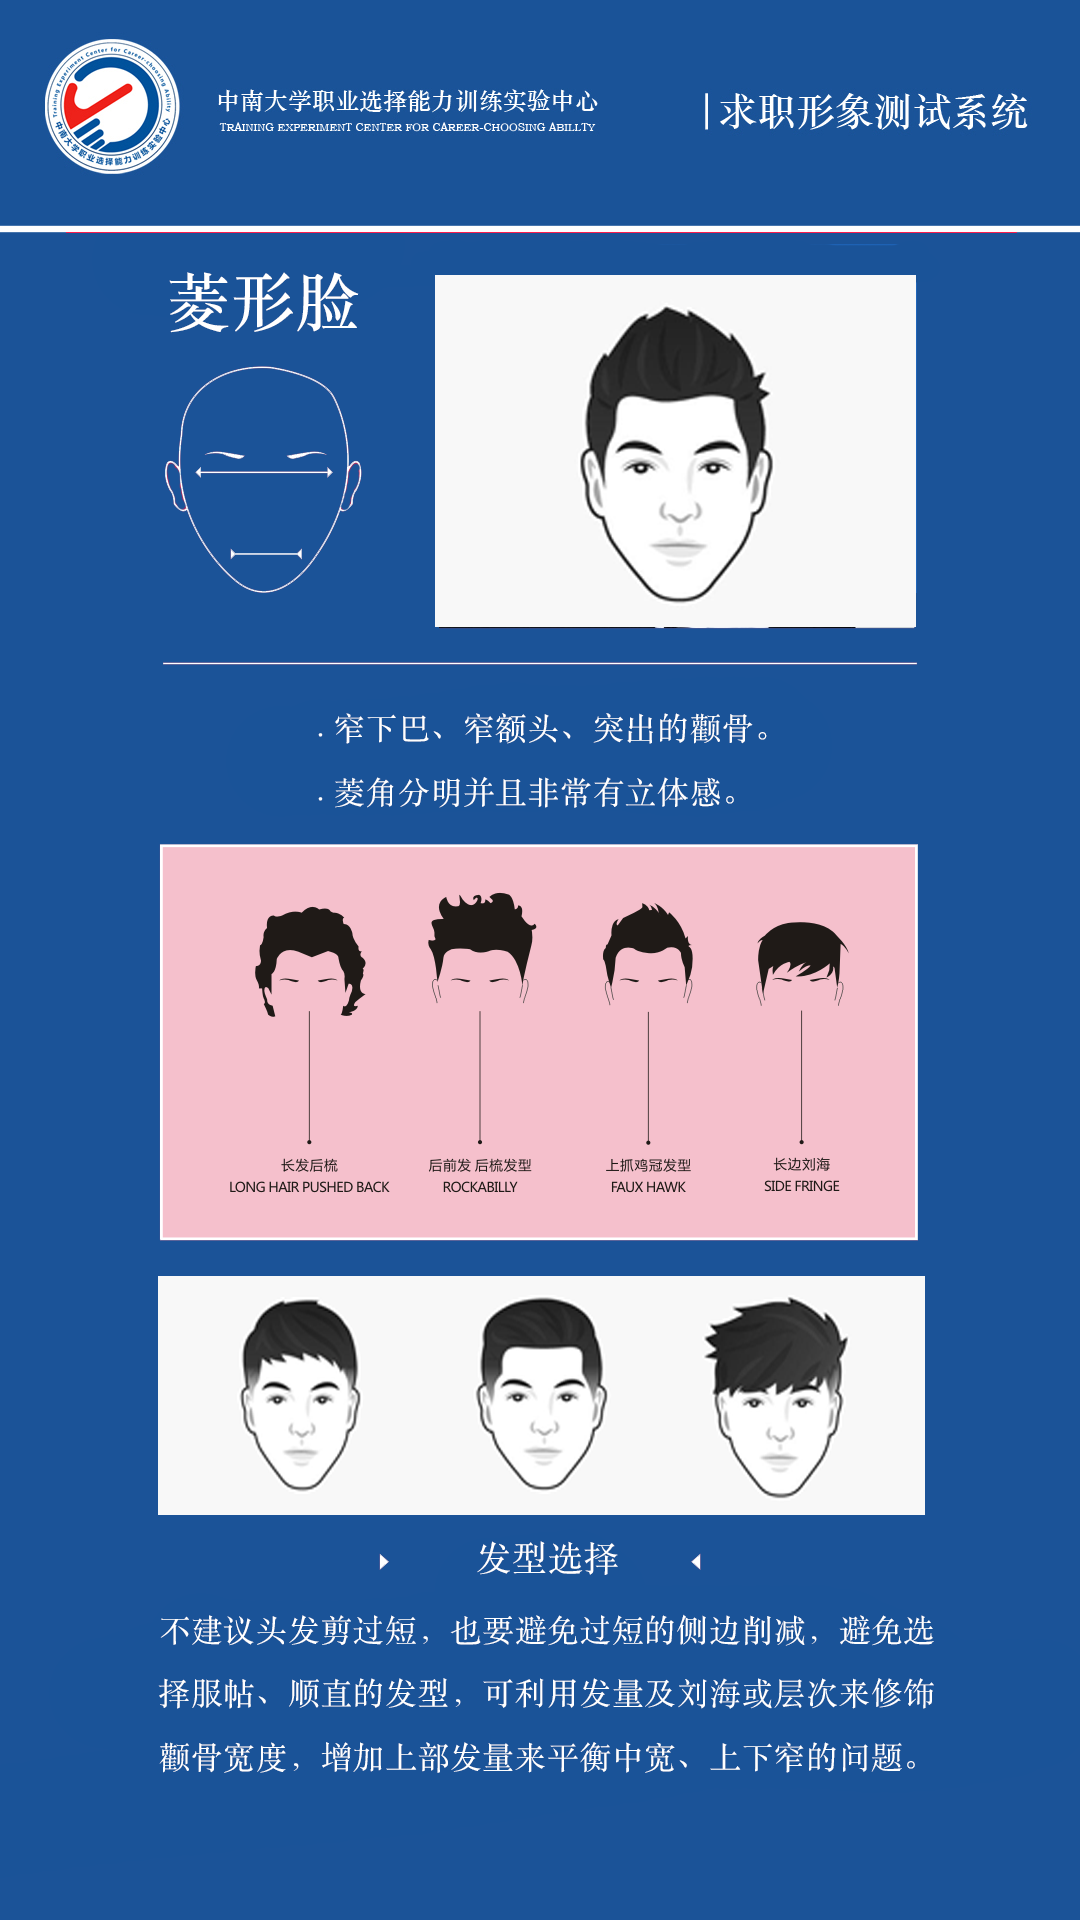 Training Experiment Center for Career-choosing Ability
中南大学职业选择能力训练实验中心
中南大学职业选择能力训练实验中心
TRAINING EXPERIMENT CENTER FOR CAREER-CHOOSING ABILLTY
|求职形象测试系统
菱形脸
. 窄下巴、窄额头、突出的颧骨。
. 菱角分明并且非常有立体感。
长发后梳
LONG HAIR PUSHED BACK
后前发 后梳发型
ROCKABILLY
上抓鸡冠发型
FAUX HAWK
长边刘海
SIDE FRINGE
发型选择
不建议头发剪过短，也要避免过短的侧边削减，避免选
择服帖、顺直的发型，可利用发量及刘海或层次来修饰
颧骨宽度，增加上部发量来平衡中宽、上下窄的问题。